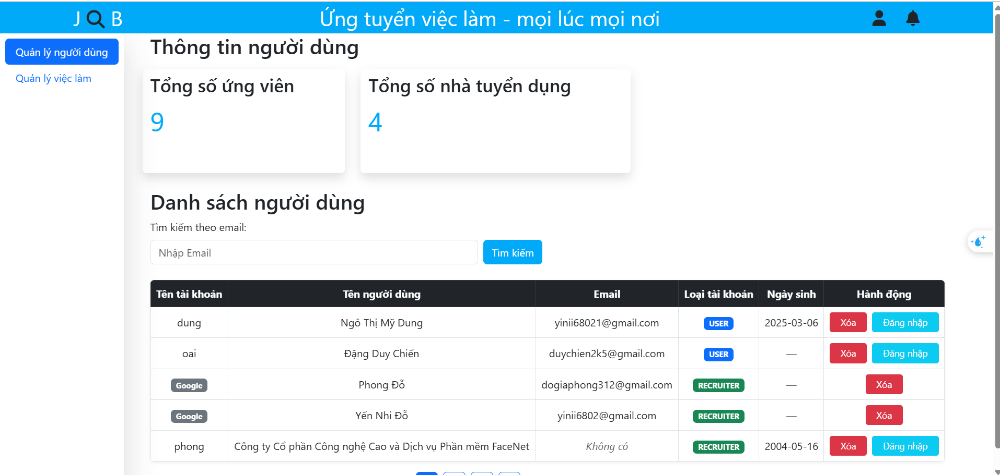 J B
Ứng tuyển việc làm - mọi lúc mọi nơi
Quản lý người dùng
Quản lý việc làm
Thông tin người dùng
Tổng số ứng viên
9
Tổng số nhà tuyển dụng
4
Danh sách người dùng
Tìm kiếm theo email:
Nhập Email
Tìm kiếm
Tên tài khoản Tên người dùng Email Loại tài khoản Ngày sinh Hành động
dung Ngô Thị Mỹ Dung yinii68021@gmail.com USER 2025-03-06 Xóa Đăng nhập
oai Đặng Duy Chiến duychien2k5@gmail.com USER — Xóa Đăng nhập
Google Phong Đỗ dogiaphong312@gmail.com RECRUITER — Xóa
Google Yến Nhi Đỗ yinii6802@gmail.com RECRUITER — Xóa
phong Công ty Cổ phần Công nghệ Cao và Dịch vụ Phần mềm FaceNet Không có RECRUITER 2004-05-16 Xóa Đăng nhập